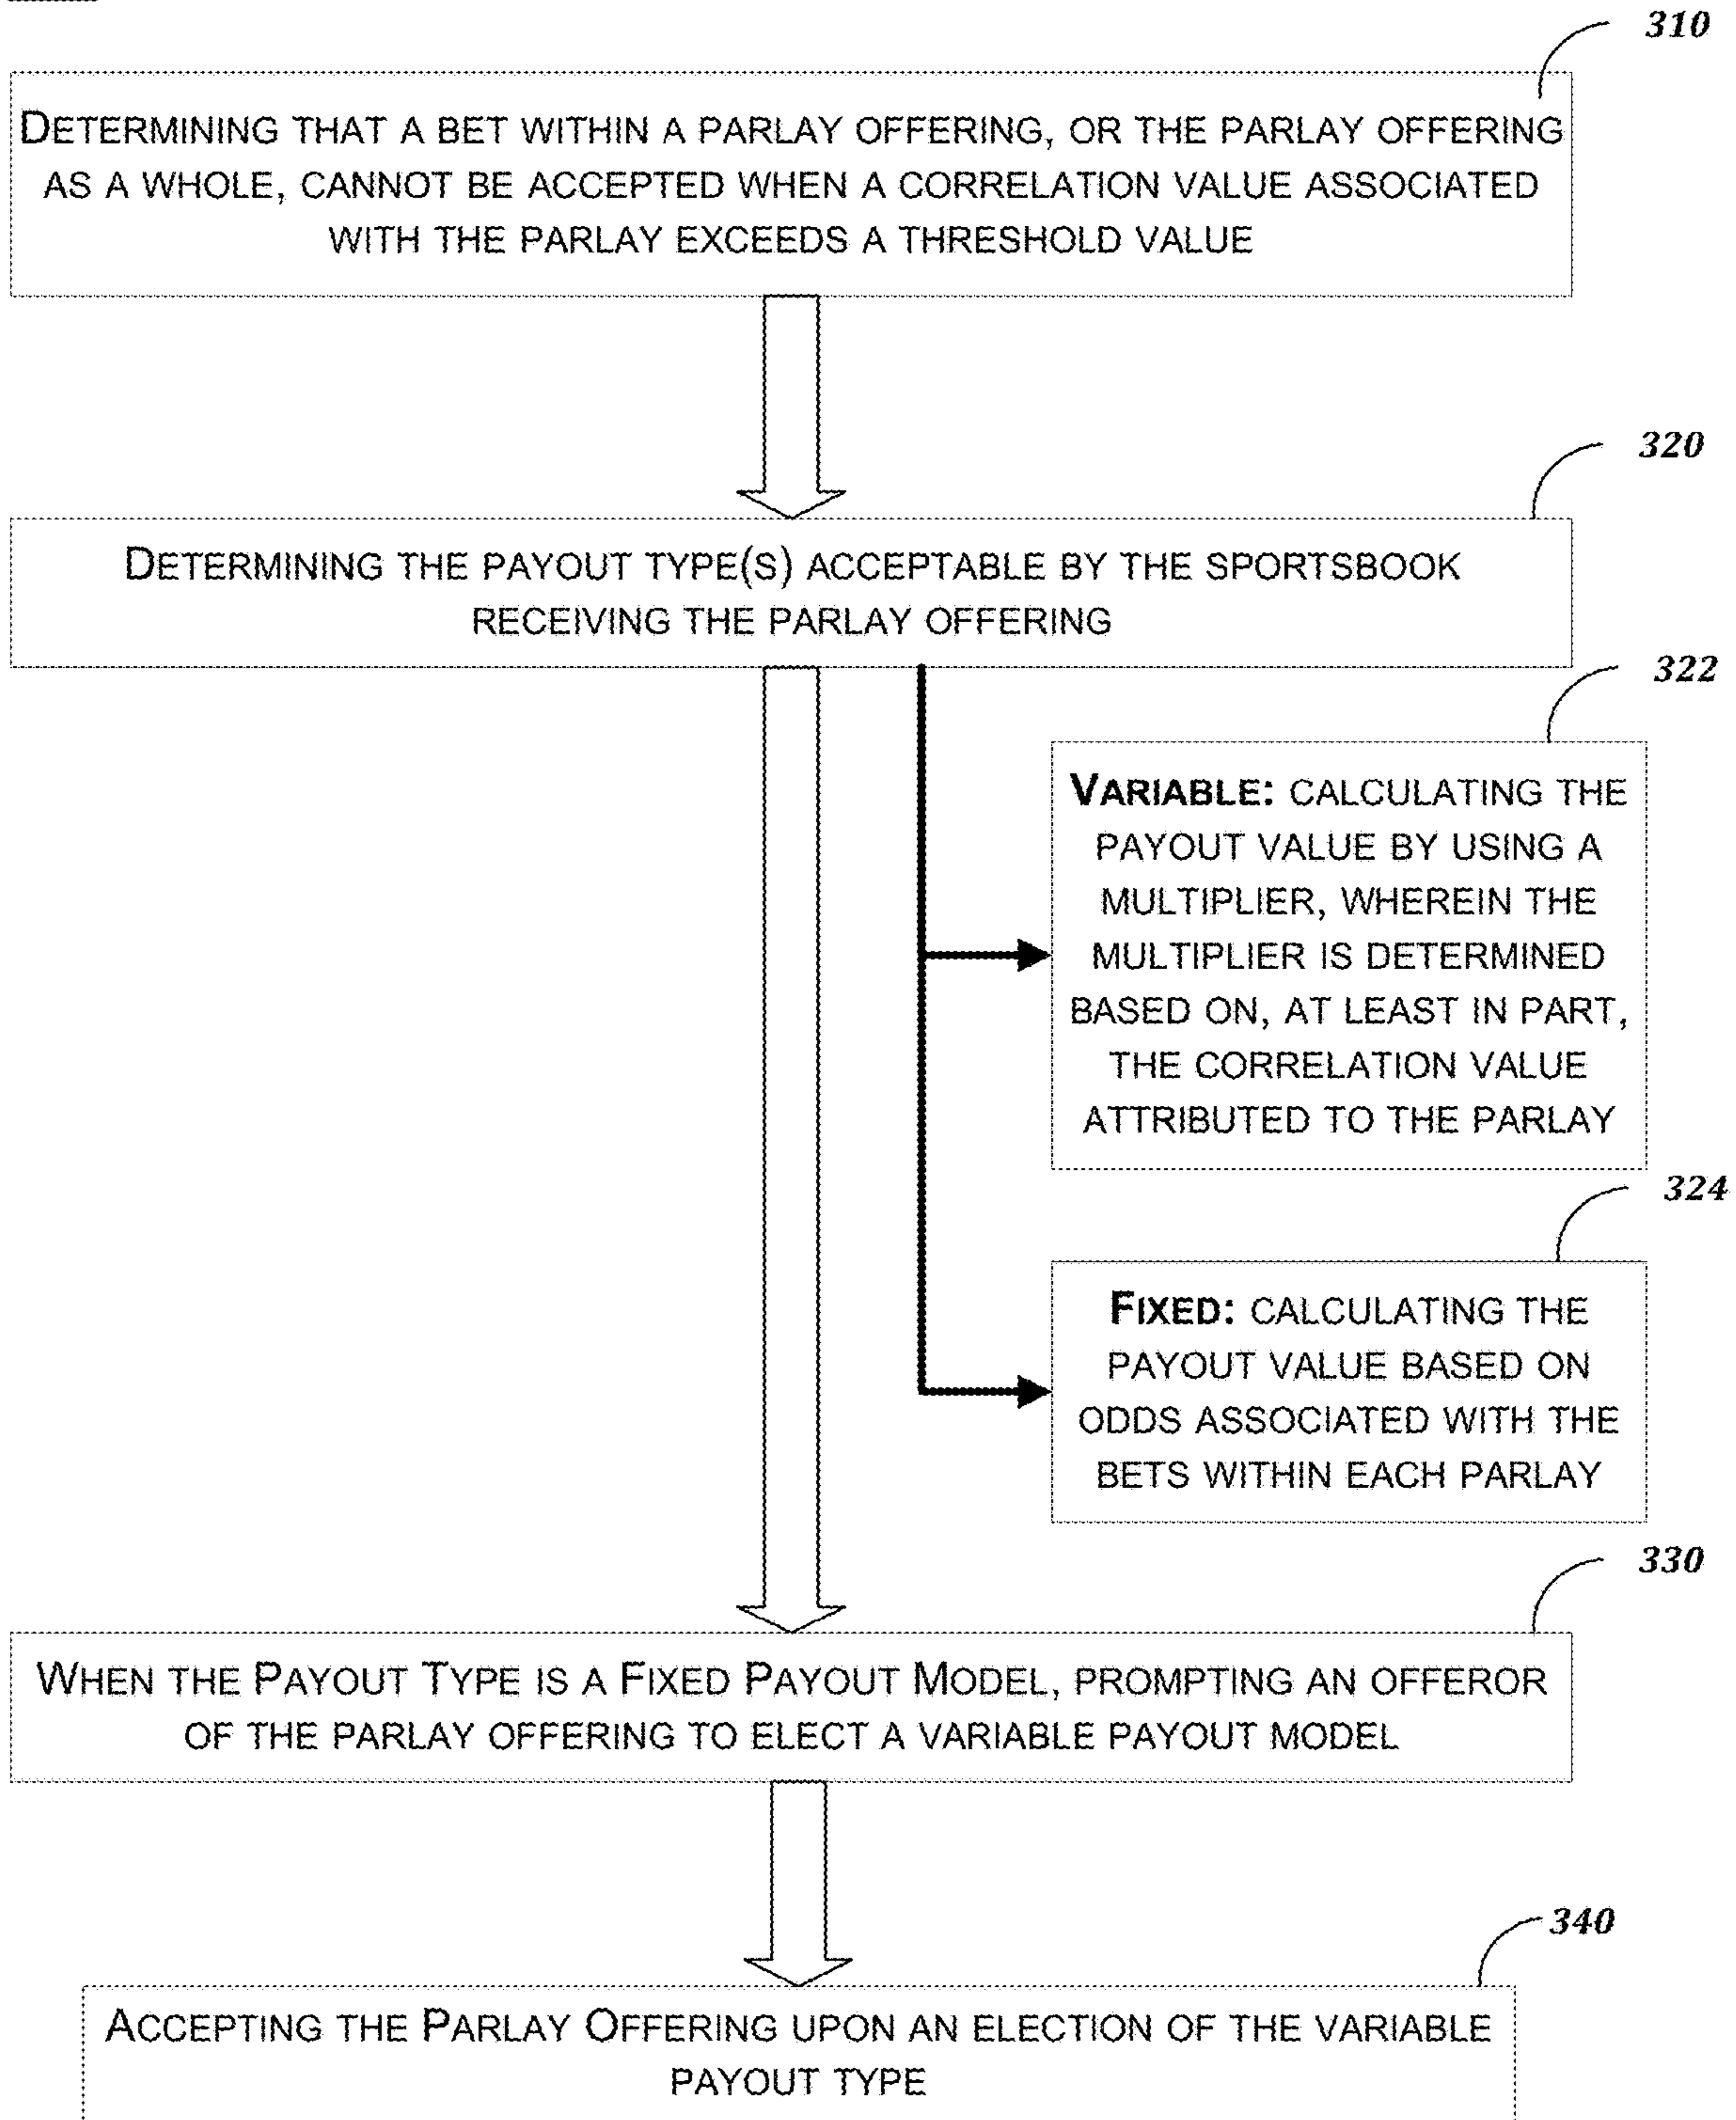 310
DETERMINING THAT A BET WITHIN A PARLAY OFFERING, OR THE PARLAY OFFERING
AS A WHOLE, CANNOT BE ACCEPTED WHEN A CORRELATION VALUE ASSOCIATED
WITH THE PARLAY EXCEEDS A THRESHOLD VALUE
320
DETERMINING THE PAYOUT TYPE(S) ACCEPTABLE BY THE SPORTSBOOK
RECEIVING THE PARLAY OFFERING
322
VARIABLE: CALCULATING THE
PAYOUT VALUE BY USING A
MULTIPLIER, WHEREIN THE
MULTIPLIER IS DETERMINED
BASED ON, AT LEAST IN PART,
THE CORRELATION VALUE
ATTRIBUTED TO THE PARLAY
324
FIXED: CALCULATING THE
PAYOUT VALUE BASED ON
ODDS ASSOCIATED WITH THE
BETS WITHIN EACH PARLAY
330
WHEN THE PAYOUT TYPE IS A FIXED PAYOUT MODEL, PROMPTING AN OFFEROR
OF THE PARLAY OFFERING TO ELECT A VARIABLE PAYOUT MODEL
340
ACCEPTING THE PARLAY OFFERING UPON AN ELECTION OF THE VARIABLE
PAYOUT TYPE